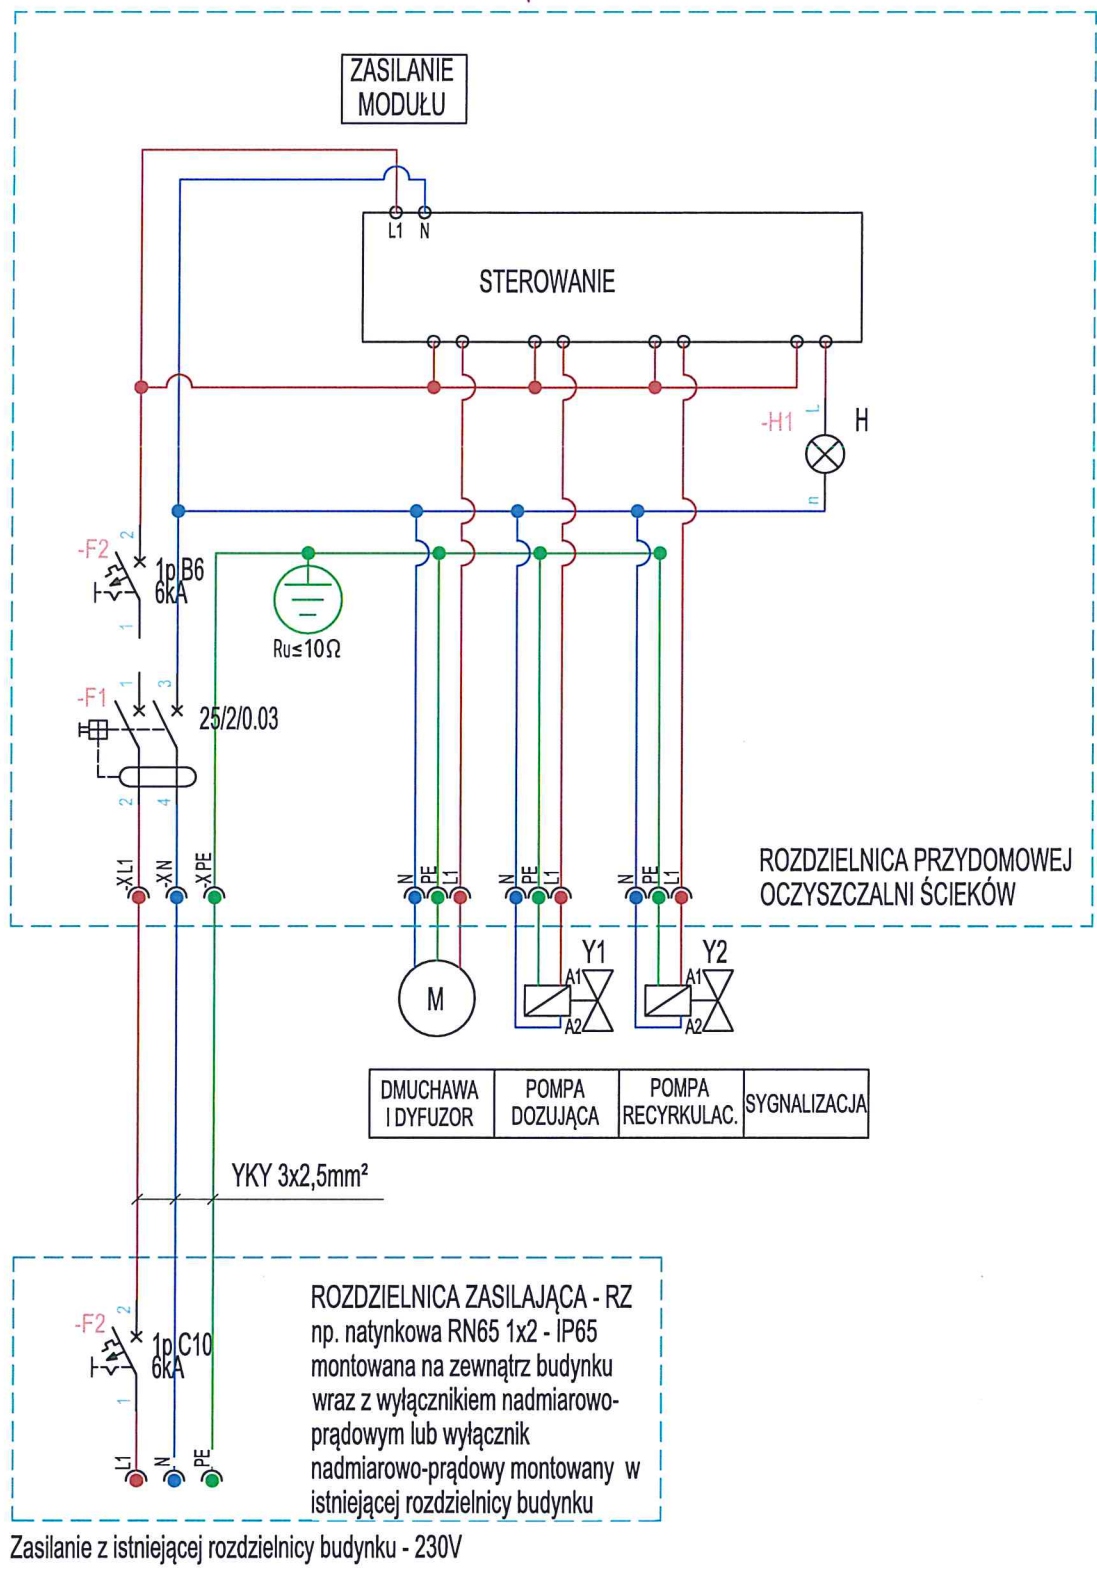 ZASILANIE
MODUŁU
L1 N
STEROWANIE
-H1 L H
n
-F2 2
1p B6
6kA
1
Ru≤10Ω
-F1 1 3
25/2/0.03
2 4
-X L1 -X N -X PE
N PE L1 N PE L1 N PE L1
ROZDZIELNICA PRZYDOMOWEJ
OCZYSZCZALNI ŚCIEKÓW
Y1 Y2
A1 A1
M
A2 A2
DMUCHAWA
I DYFUZOR
POMPA
DOZUJĄCA
POMPA
RECYRKULAC.
SYGNALIZACJA
YKY 3x2,5mm²
-F2 2
1p C10
6kA
1
L1 N PE
ROZDZIELNICA ZASILAJĄCA - RZ
np. natynkowa RN65 1x2 - IP65
montowana na zewnątrz budynku
wraz z wyłącznikiem nadmiarowo-
prądowym lub wyłącznik
nadmiarowo-prądowy montowany w
istniejącej rozdzielnicy budynku
Zasilanie z istniejącej rozdzielnicy budynku - 230V